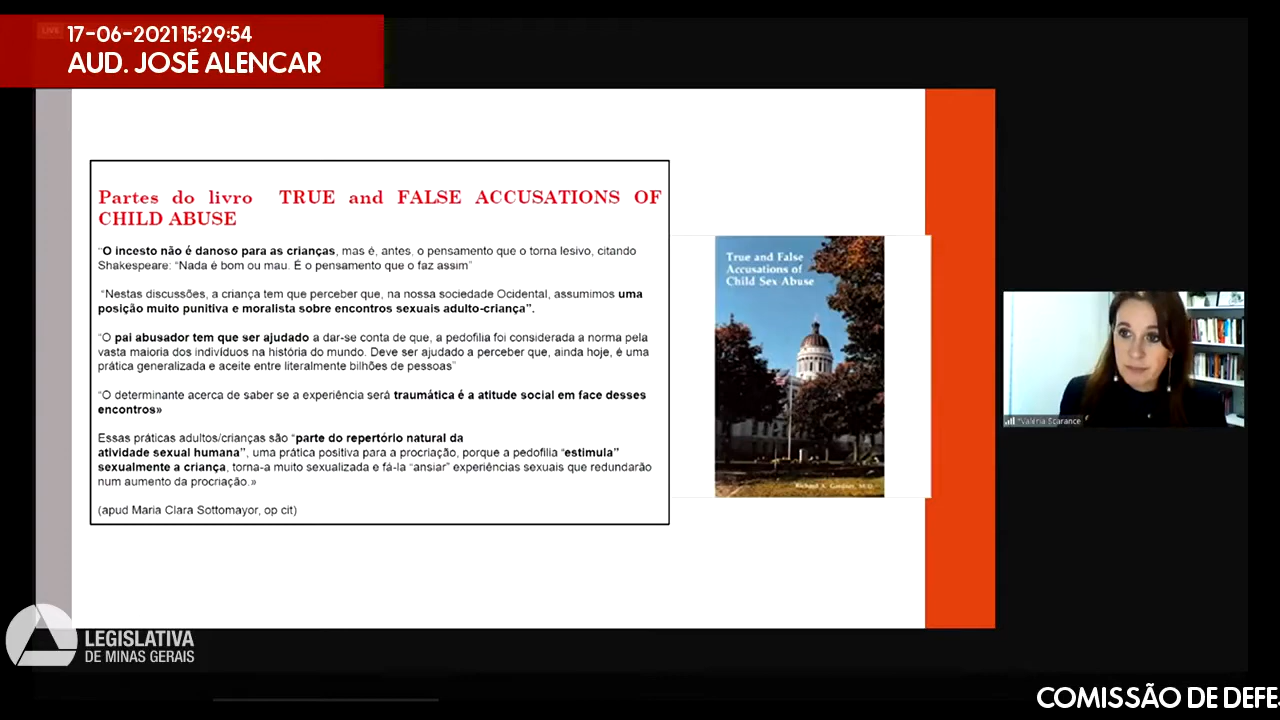 LIVE
17-06-2021 15:29:54
AUD. JOSÉ ALENCAR
Partes do livro TRUE and FALSE ACCUSATIONS OF
CHILD ABUSE
"O incesto não é danoso para as crianças, mas é, antes, o pensamento que o torna lesivo, citando
Shakespeare: "Nada é bom ou mau. É o pensamento que o faz assim"
"Nestas discussões, a criança tem que perceber que, na nossa sociedade Ocidental, assumimos uma
posição muito punitiva e moralista sobre encontros sexuais adulto-criança".
"O pai abusador tem que ser ajudado a dar-se conta de que, a pedofilia foi considerada a norma pela
vasta maioria dos indivíduos na história do mundo. Deve ser ajudado a perceber que, ainda hoje, é uma
prática generalizada e aceite entre literalmente bilhões de pessoas"
"O determinante acerca de saber se a experiência será traumática é a atitude social em face desses
encontros»
Essas práticas adultos/crianças são "parte do repertório natural da
atividade sexual humana", uma prática positiva para a procriação, porque a pedofilia "estimula"
sexualmente a criança, torna-a muito sexualizada e fá-la "ansiar" experiências sexuais que redundarão
num aumento da procriação.»
(apud Maria Clara Sottomayor, op cit)
True and False
Accusations of
Child Sex Abuse
Richard A. Gardner, M.D.
*Valéria Scarance
LEGISLATIVA
DE MINAS GERAIS
COMISSÃO DE DEFE